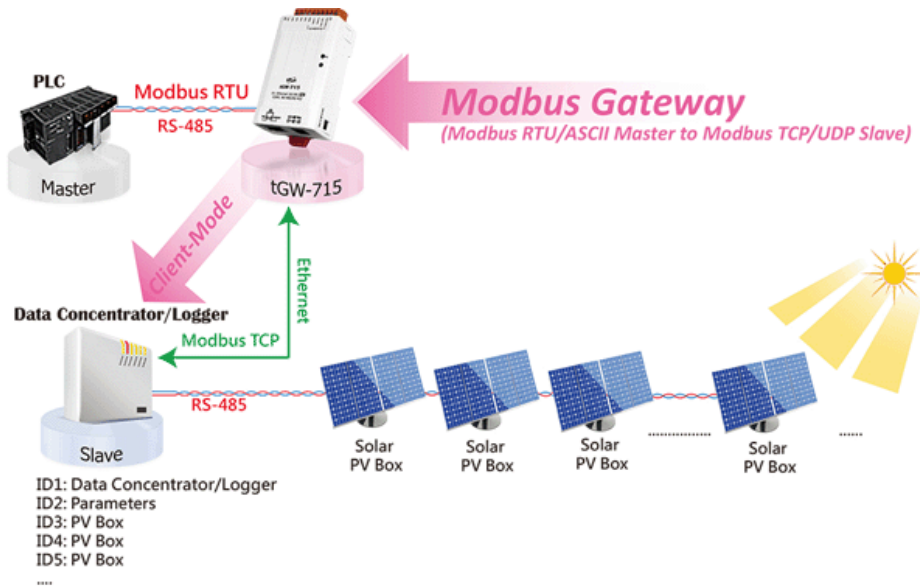 PLC
Modbus RTU
RS-485
Master
tGW-715
Modbus Gateway
(Modbus RTU/ASCII Master to Modbus TCP/UDP Slave)
Client-Mode
Ethernet
Data Concentrator/Logger
Modbus TCP
RS-485
Slave
Solar
PV Box
Solar
PV Box
Solar
PV Box
..............
Solar
PV Box
......
ID1: Data Concentrator/Logger
ID2: Parameters
ID3: PV Box
ID4: PV Box
ID5: PV Box
....